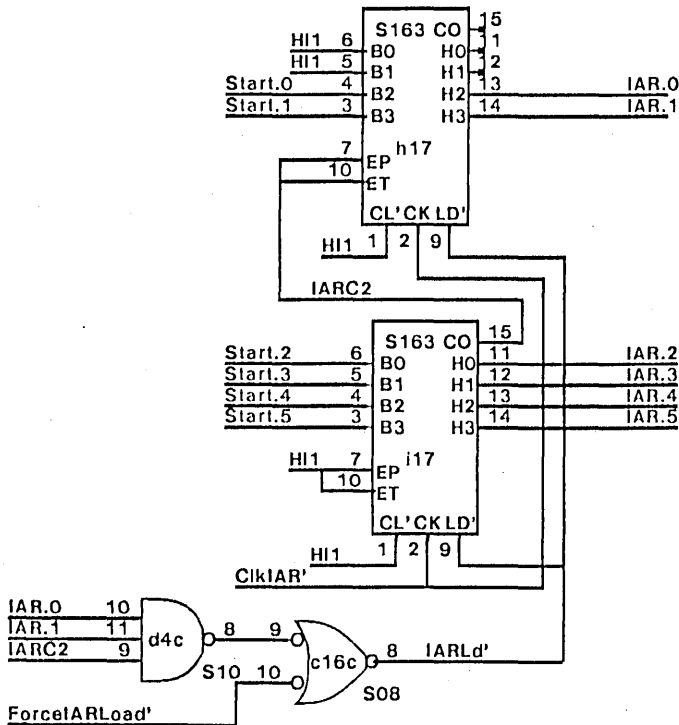 S163 CO 15
HI1 6 B0 H0 1
HI1 5 B1 H1 2
Start.0 4 B2 H2 13 IAR.0
Start.1 3 B3 H3 14 IAR.1
h17
7 EP
10 ET
CL' CK LD'
HI1 1 2 9
IARC2
S163 CO 15
Start.2 6 B0 H0 11 IAR.2
Start.3 5 B1 H1 12 IAR.3
Start.4 4 B2 H2 13 IAR.4
Start.5 3 B3 H3 14 IAR.5
HI1 7 EP i17
10 ET
CL' CK LD'
HI1 1 2 9
ClkIAR'
IAR.0 10
IAR.1 11 d4c 8 9
IARC2 9 c16c 8 IARLd'
S10 10 S08
ForceIARLoad'